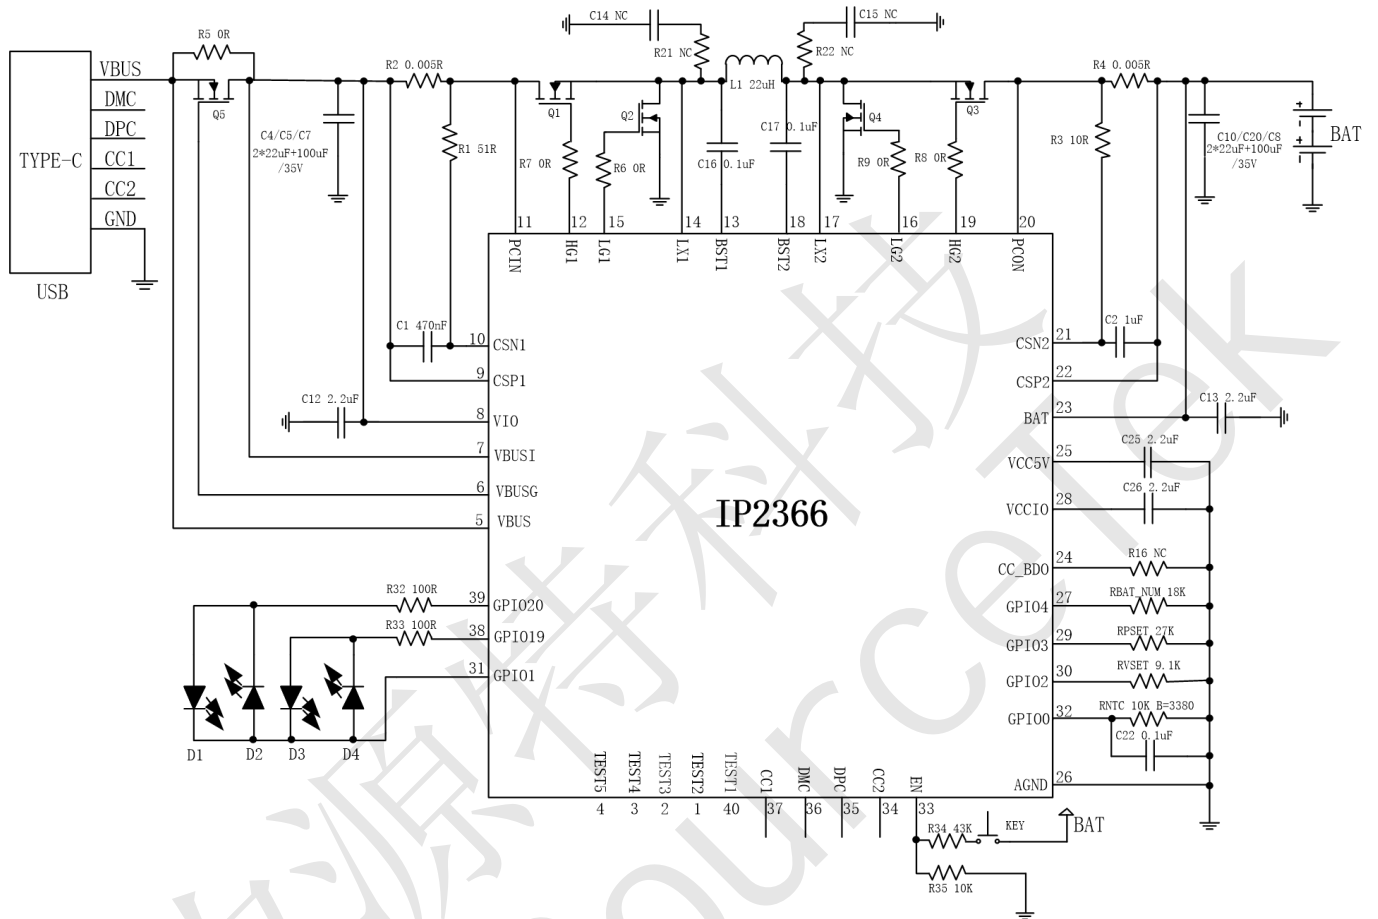 C14 NC
C15 NC
R5 0R
R21 NC
R22 NC
VBUS
R2 0.005R
R4 0.005R
L1 22uH
DMC
Q5
Q1
Q2
Q4
Q3
C17 0.1uF
DPC
C4/C5/C7
2*22uF+100uF
/35V
C10/C20/C8
2*22uF+100uF
/35V
BAT
TYPE-C
CC1
R1 51R
R7 0R
R6 0R
C16 0.1uF
R9 0R
R8 0R
R3 10R
CC2
GND
11
12
15
14
13
18
17
16
19
20
PCIN
HG1
LG1
LX1
BST1
BST2
LX2
LG2
HG2
PCON
USB
C1 470nF
10
CSN1
9
CSP1
C12 2.2uF
8
VIO
7
VBUSI
6
VBUSG
5
VBUS
C2 1uF
21
CSN2
22
CSP2
23
BAT
C13 2.2uF
25
VCC5V
C25 2.2uF
28
VCCIO
C26 2.2uF
IP2366
24
CC_BDO
R16 NC
27
GPIO4
RBAT_NUM 18K
29
GPIO3
RPSET 27K
30
GPIO2
RVSET 9.1K
32
GPIO0
RNTC 10K B=3380
C22 0.1uF
26
AGND
R32 100R
39
GPIO20
R33 100R
38
GPIO19
31
GPIO1
D1
D2
D3
D4
TEST5
TEST4
TEST3
TEST2
TEST1
CC1
DMC
DPC
CC2
EN
4
3
2
1
40
37
36
35
34
33
R34 43K
KEY
BAT
R35 10K
源特科技
ourceTek